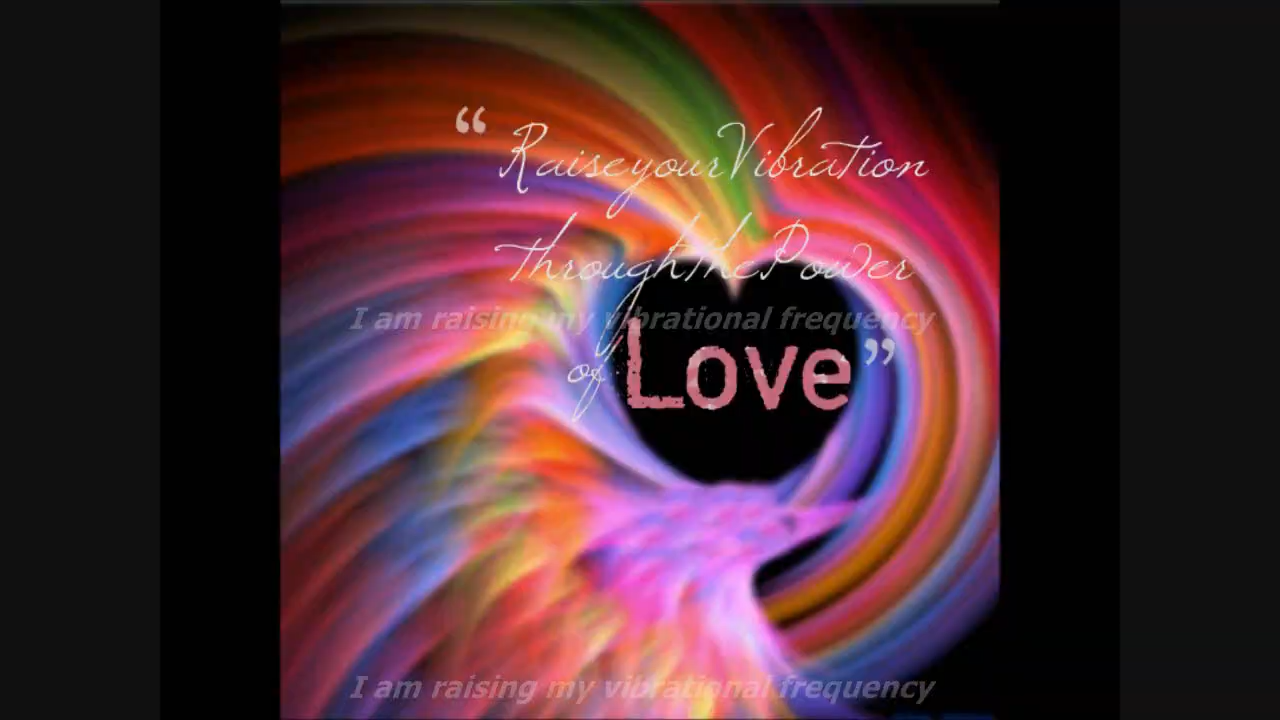 “ Raise your Vibration
through the Power
I am raising my vibrational frequency
of Love ”
I am raising my vibrational frequency